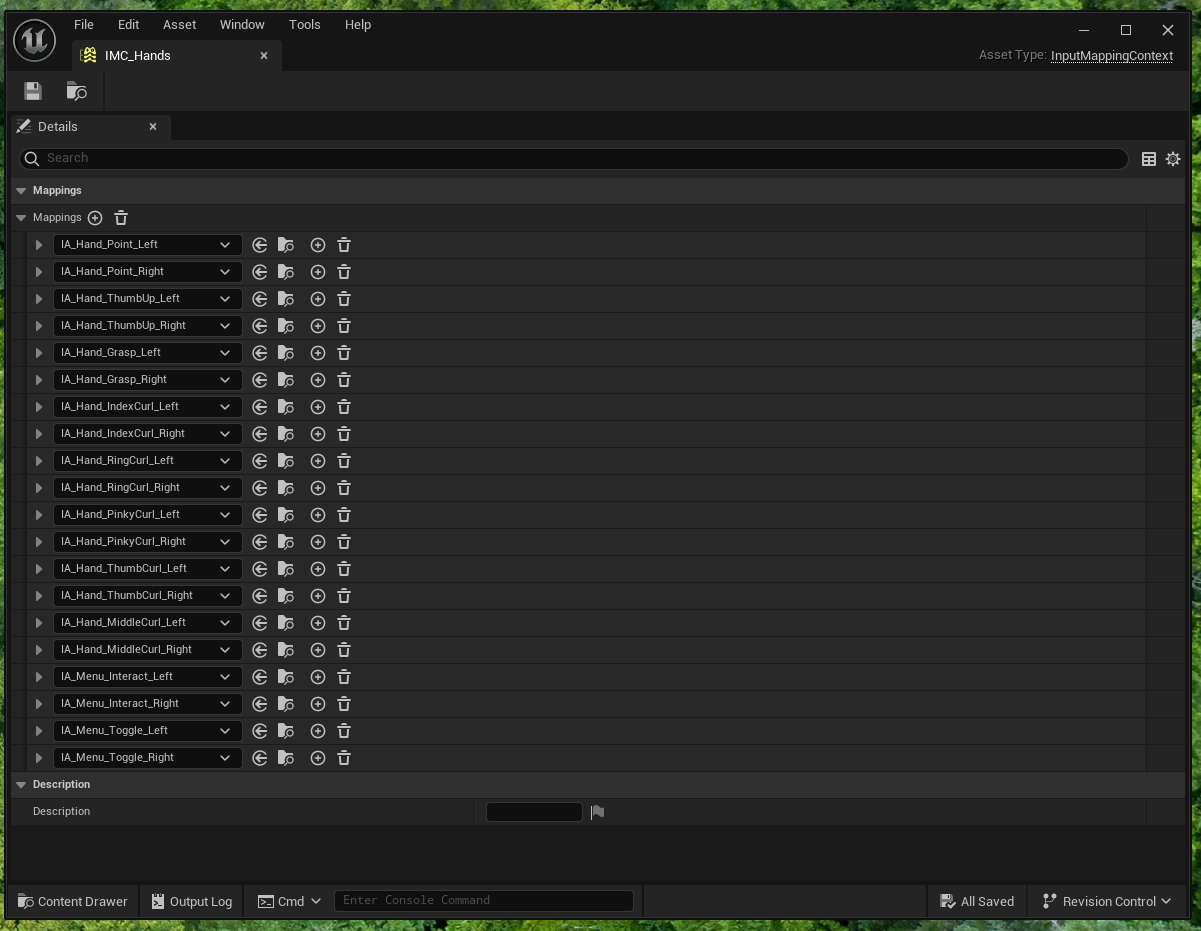 File Edit Asset Window Tools Help
IMC_Hands
Asset Type: InputMappingContext
Details
Search
Mappings
Mappings
IA_Hand_Point_Left
IA_Hand_Point_Right
IA_Hand_ThumbUp_Left
IA_Hand_ThumbUp_Right
IA_Hand_Grasp_Left
IA_Hand_Grasp_Right
IA_Hand_IndexCurl_Left
IA_Hand_IndexCurl_Right
IA_Hand_RingCurl_Left
IA_Hand_RingCurl_Right
IA_Hand_PinkyCurl_Left
IA_Hand_PinkyCurl_Right
IA_Hand_ThumbCurl_Left
IA_Hand_ThumbCurl_Right
IA_Hand_MiddleCurl_Left
IA_Hand_MiddleCurl_Right
IA_Menu_Interact_Left
IA_Menu_Interact_Right
IA_Menu_Toggle_Left
IA_Menu_Toggle_Right
Description
Description
Content Drawer Output Log Cmd Enter Console Command All Saved Revision Control